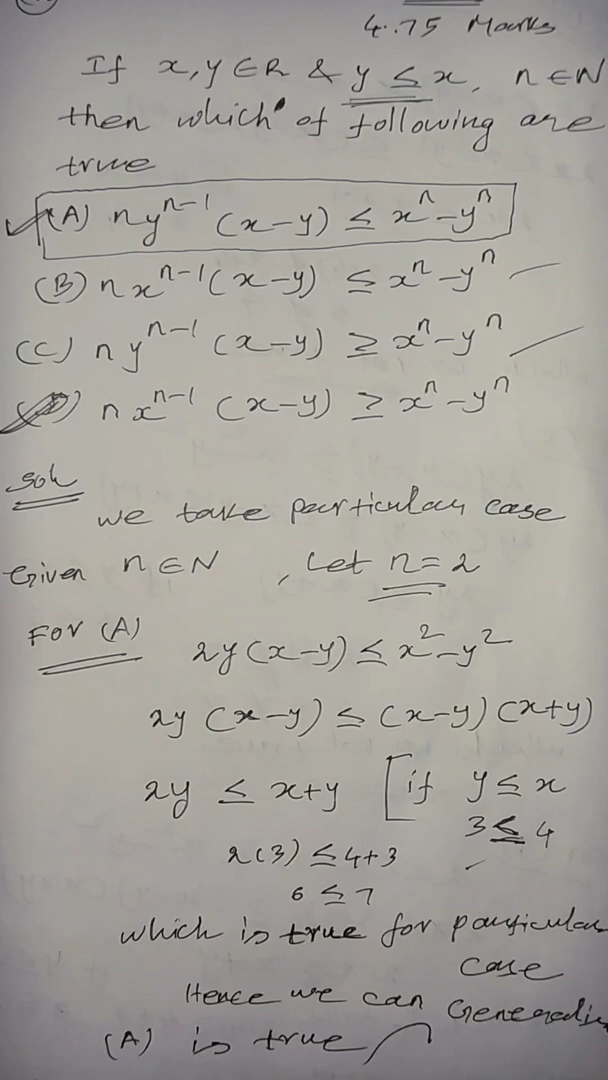 4.75 Marks
If x, y ∈ R & y ≤ x, n ∈ N
then which of following are
true
(A) ny^{n-1} (x-y) ≤ x^n - y^n
(B) nx^{n-1} (x-y) ≤ x^n - y^n
(C) ny^{n-1} (x-y) ≥ x^n - y^n
(D) nx^{n-1} (x-y) ≥ x^n - y^n
Soln
we take particular case
Given n ∈ N, Let n = 2
For (A) 2y (x-y) ≤ x^2 - y^2
2y (x-y) ≤ (x-y) (x+y)
2y ≤ x+y [if y ≤ x
3 ≤ 4
2(3) ≤ 4+3
6 ≤ 7
which is true for particular
case
Hence we can
(A) is true